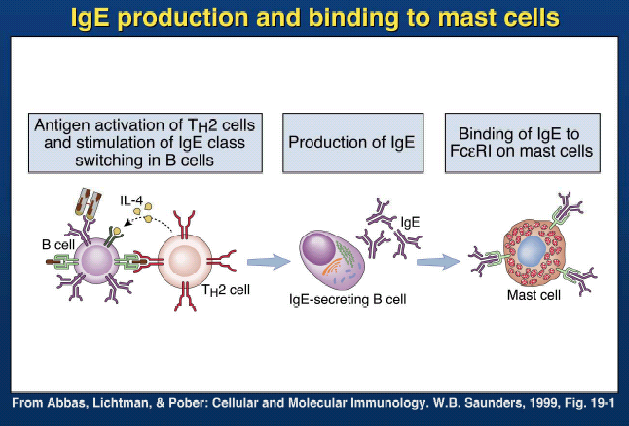 IgE production and binding to mast cells
Antigen activation of TH2 cells
and stimulation of IgE class
switching in B cells
Production of IgE
Binding of IgE to
FcεRI on mast cells
IL-4
B cell
TH2 cell
IgE
IgE-secreting B cell
Mast cell
From Abbas, Lichtman, & Pober: Cellular and Molecular Immunology. W.B. Saunders, 1999, Fig. 19-1